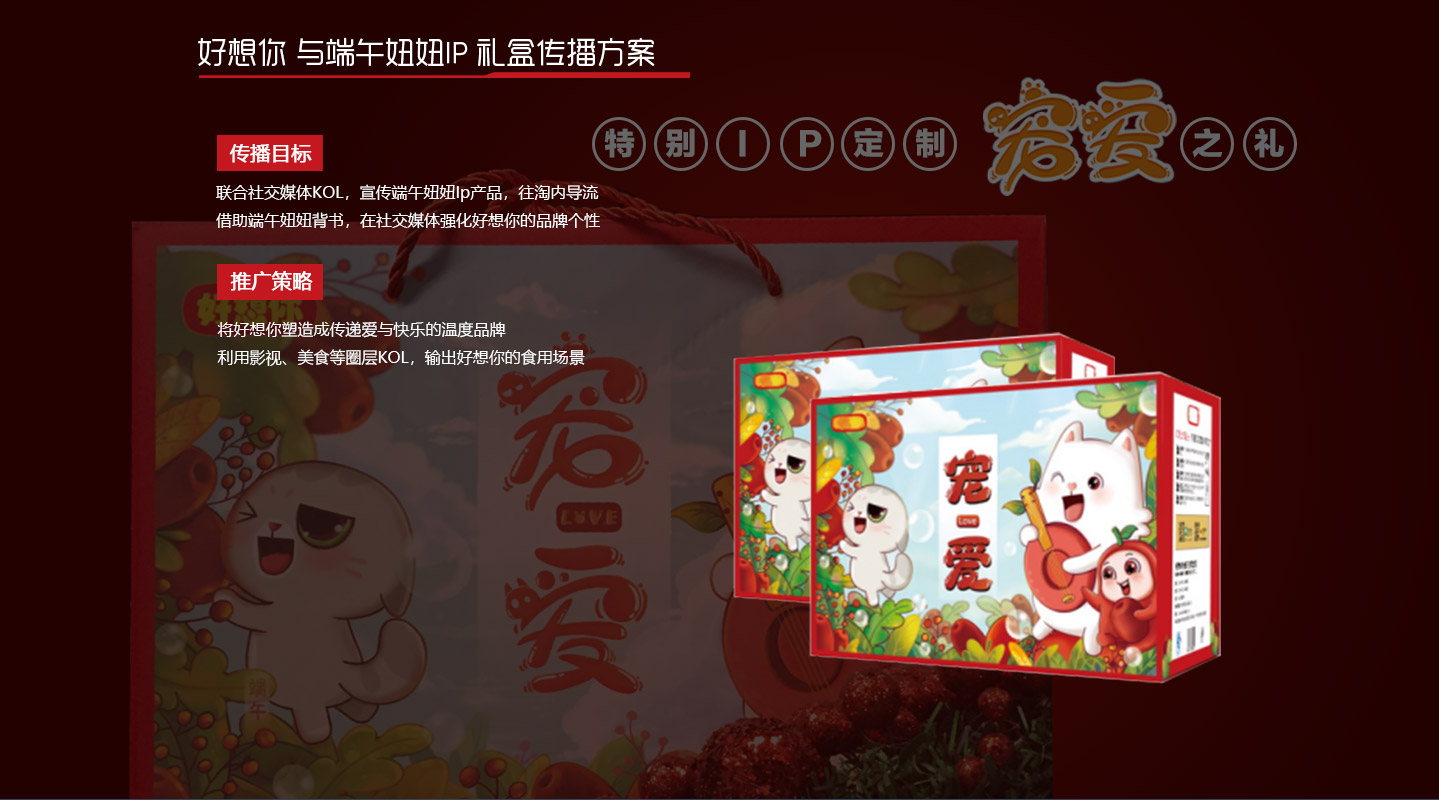 好想你 与端午妞妞IP 礼盒传播方案
特别IP定制 宠爱 之礼
传播目标
联合社交媒体KOL，宣传端午妞妞Ip产品，往淘内导流
借助端午妞妞背书，在社交媒体强化好想你的品牌个性
推广策略
将好想你塑造成传递爱与快乐的温度品牌
利用影视、美食等圈层KOL，输出好想你的食用场景
好想你
宠
LOVE
爱
端午
宠
Love
爱